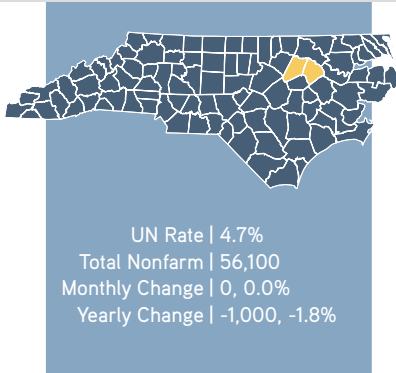 UN Rate | 4.7%
Total Nonfarm | 56,100
Monthly Change | 0, 0.0%
Yearly Change | -1,000, -1.8%